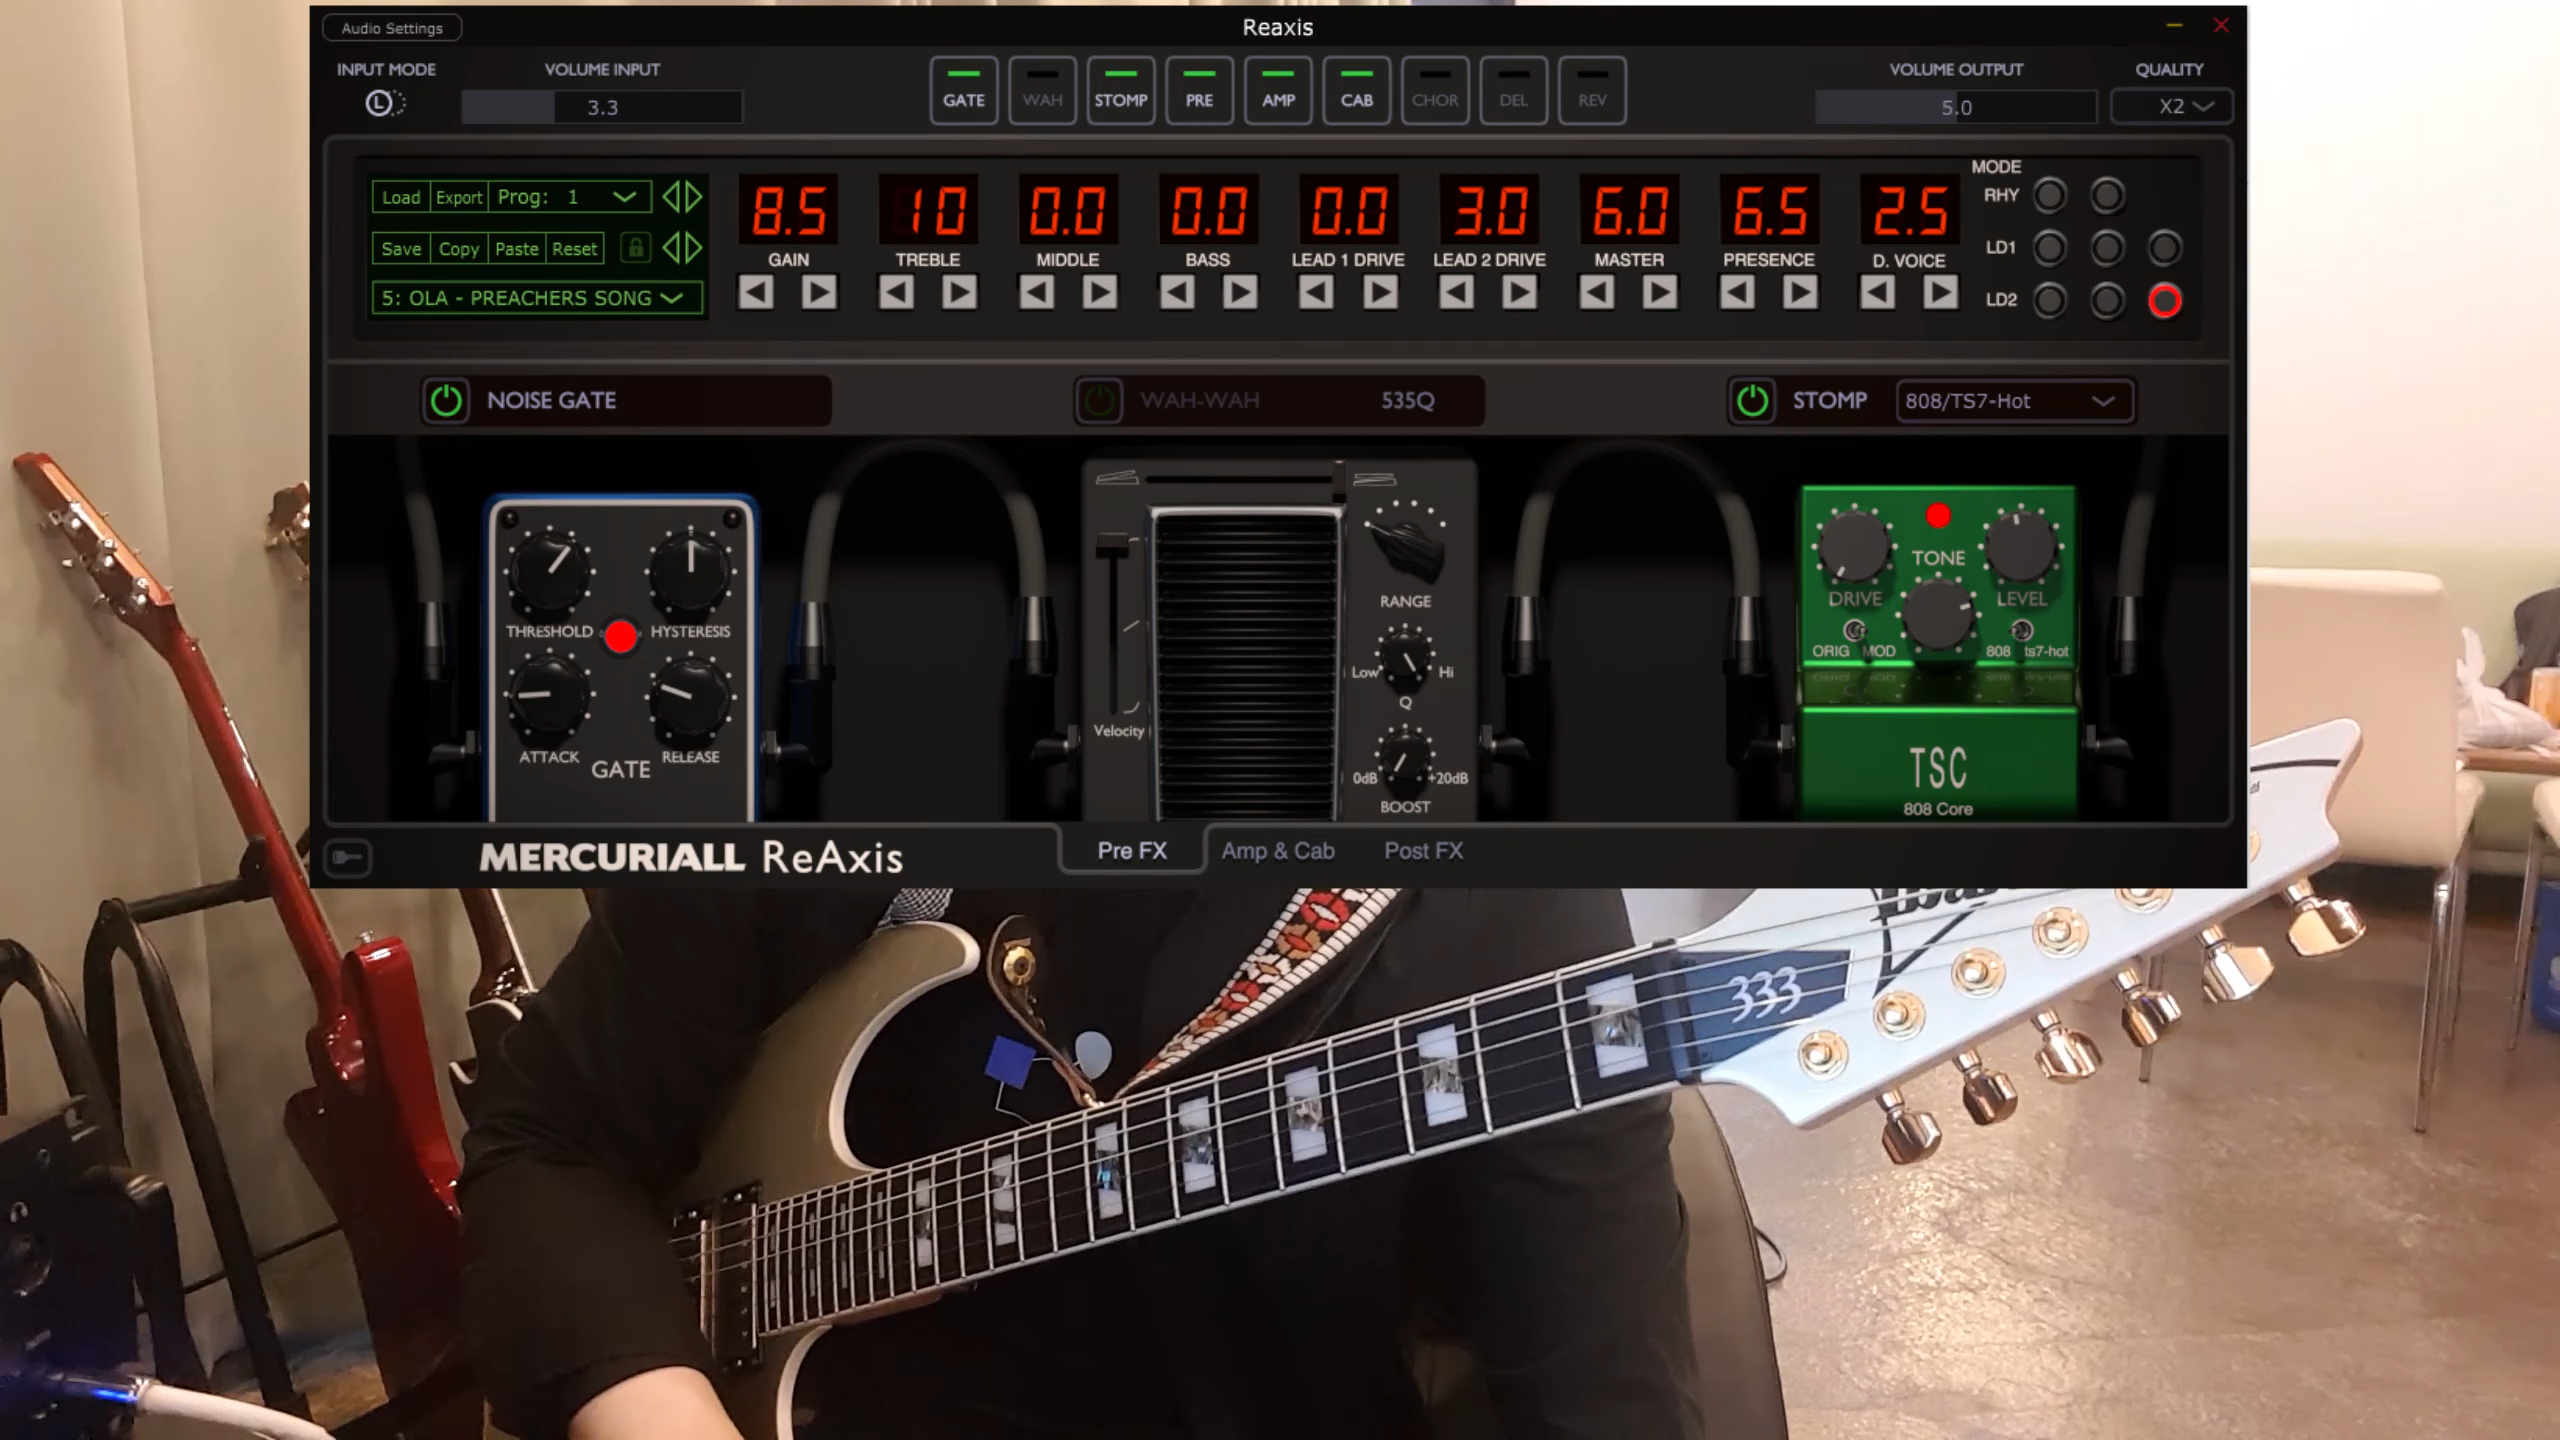 Audio Settings
Reaxis
INPUT MODE
L
VOLUME INPUT
3.3
GATE
WAH
STOMP
PRE
AMP
CAB
CHOR
DEL
REV
VOLUME OUTPUT
5.0
QUALITY
X2
Load
Export
Prog: 1
Save
Copy
Paste
Reset
5: OLA - PREACHERS SONG
8.5
GAIN
10
TREBLE
0.0
MIDDLE
0.0
BASS
0.0
LEAD 1 DRIVE
3.0
LEAD 2 DRIVE
6.0
MASTER
6.5
PRESENCE
2.5
D. VOICE
MODE
RHY
LD1
LD2
NOISE GATE
WAH-WAH
535Q
STOMP
808/TS7-Hot
THRESHOLD
HYSTERESIS
ATTACK
RELEASE
GATE
Velocity
RANGE
Low
Hi
Q
0dB
+20dB
BOOST
TONE
DRIVE
LEVEL
ORIG
MOD
808
ts7-hot
TSC
808 Core
MERCURIALL ReAxis
Pre FX
Amp & Cab
Post FX
333